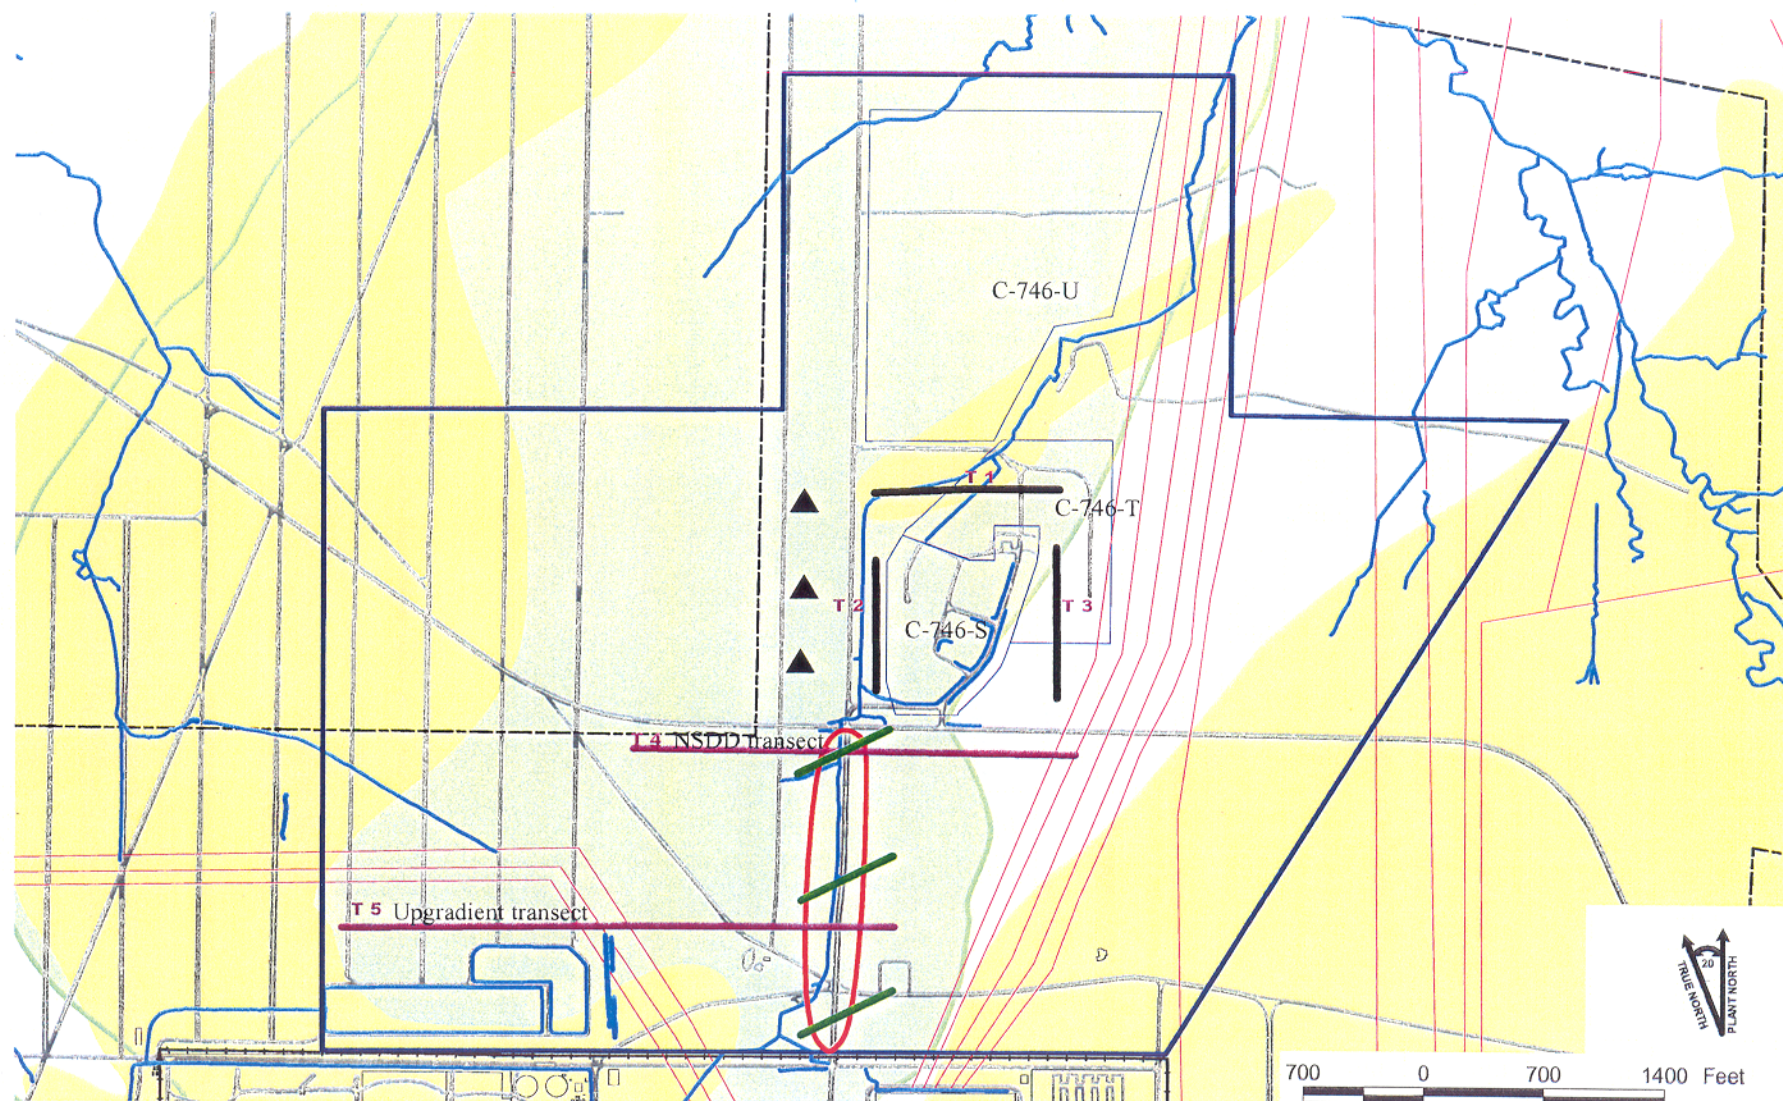 C-746-U
T 1
C-746-T
T 2
T 3
C-746-S
T 4 NSDD transect
T 5 Upgradient transect
20
TRUE NORTH
PLANT NORTH
700 0 700 1400 Feet